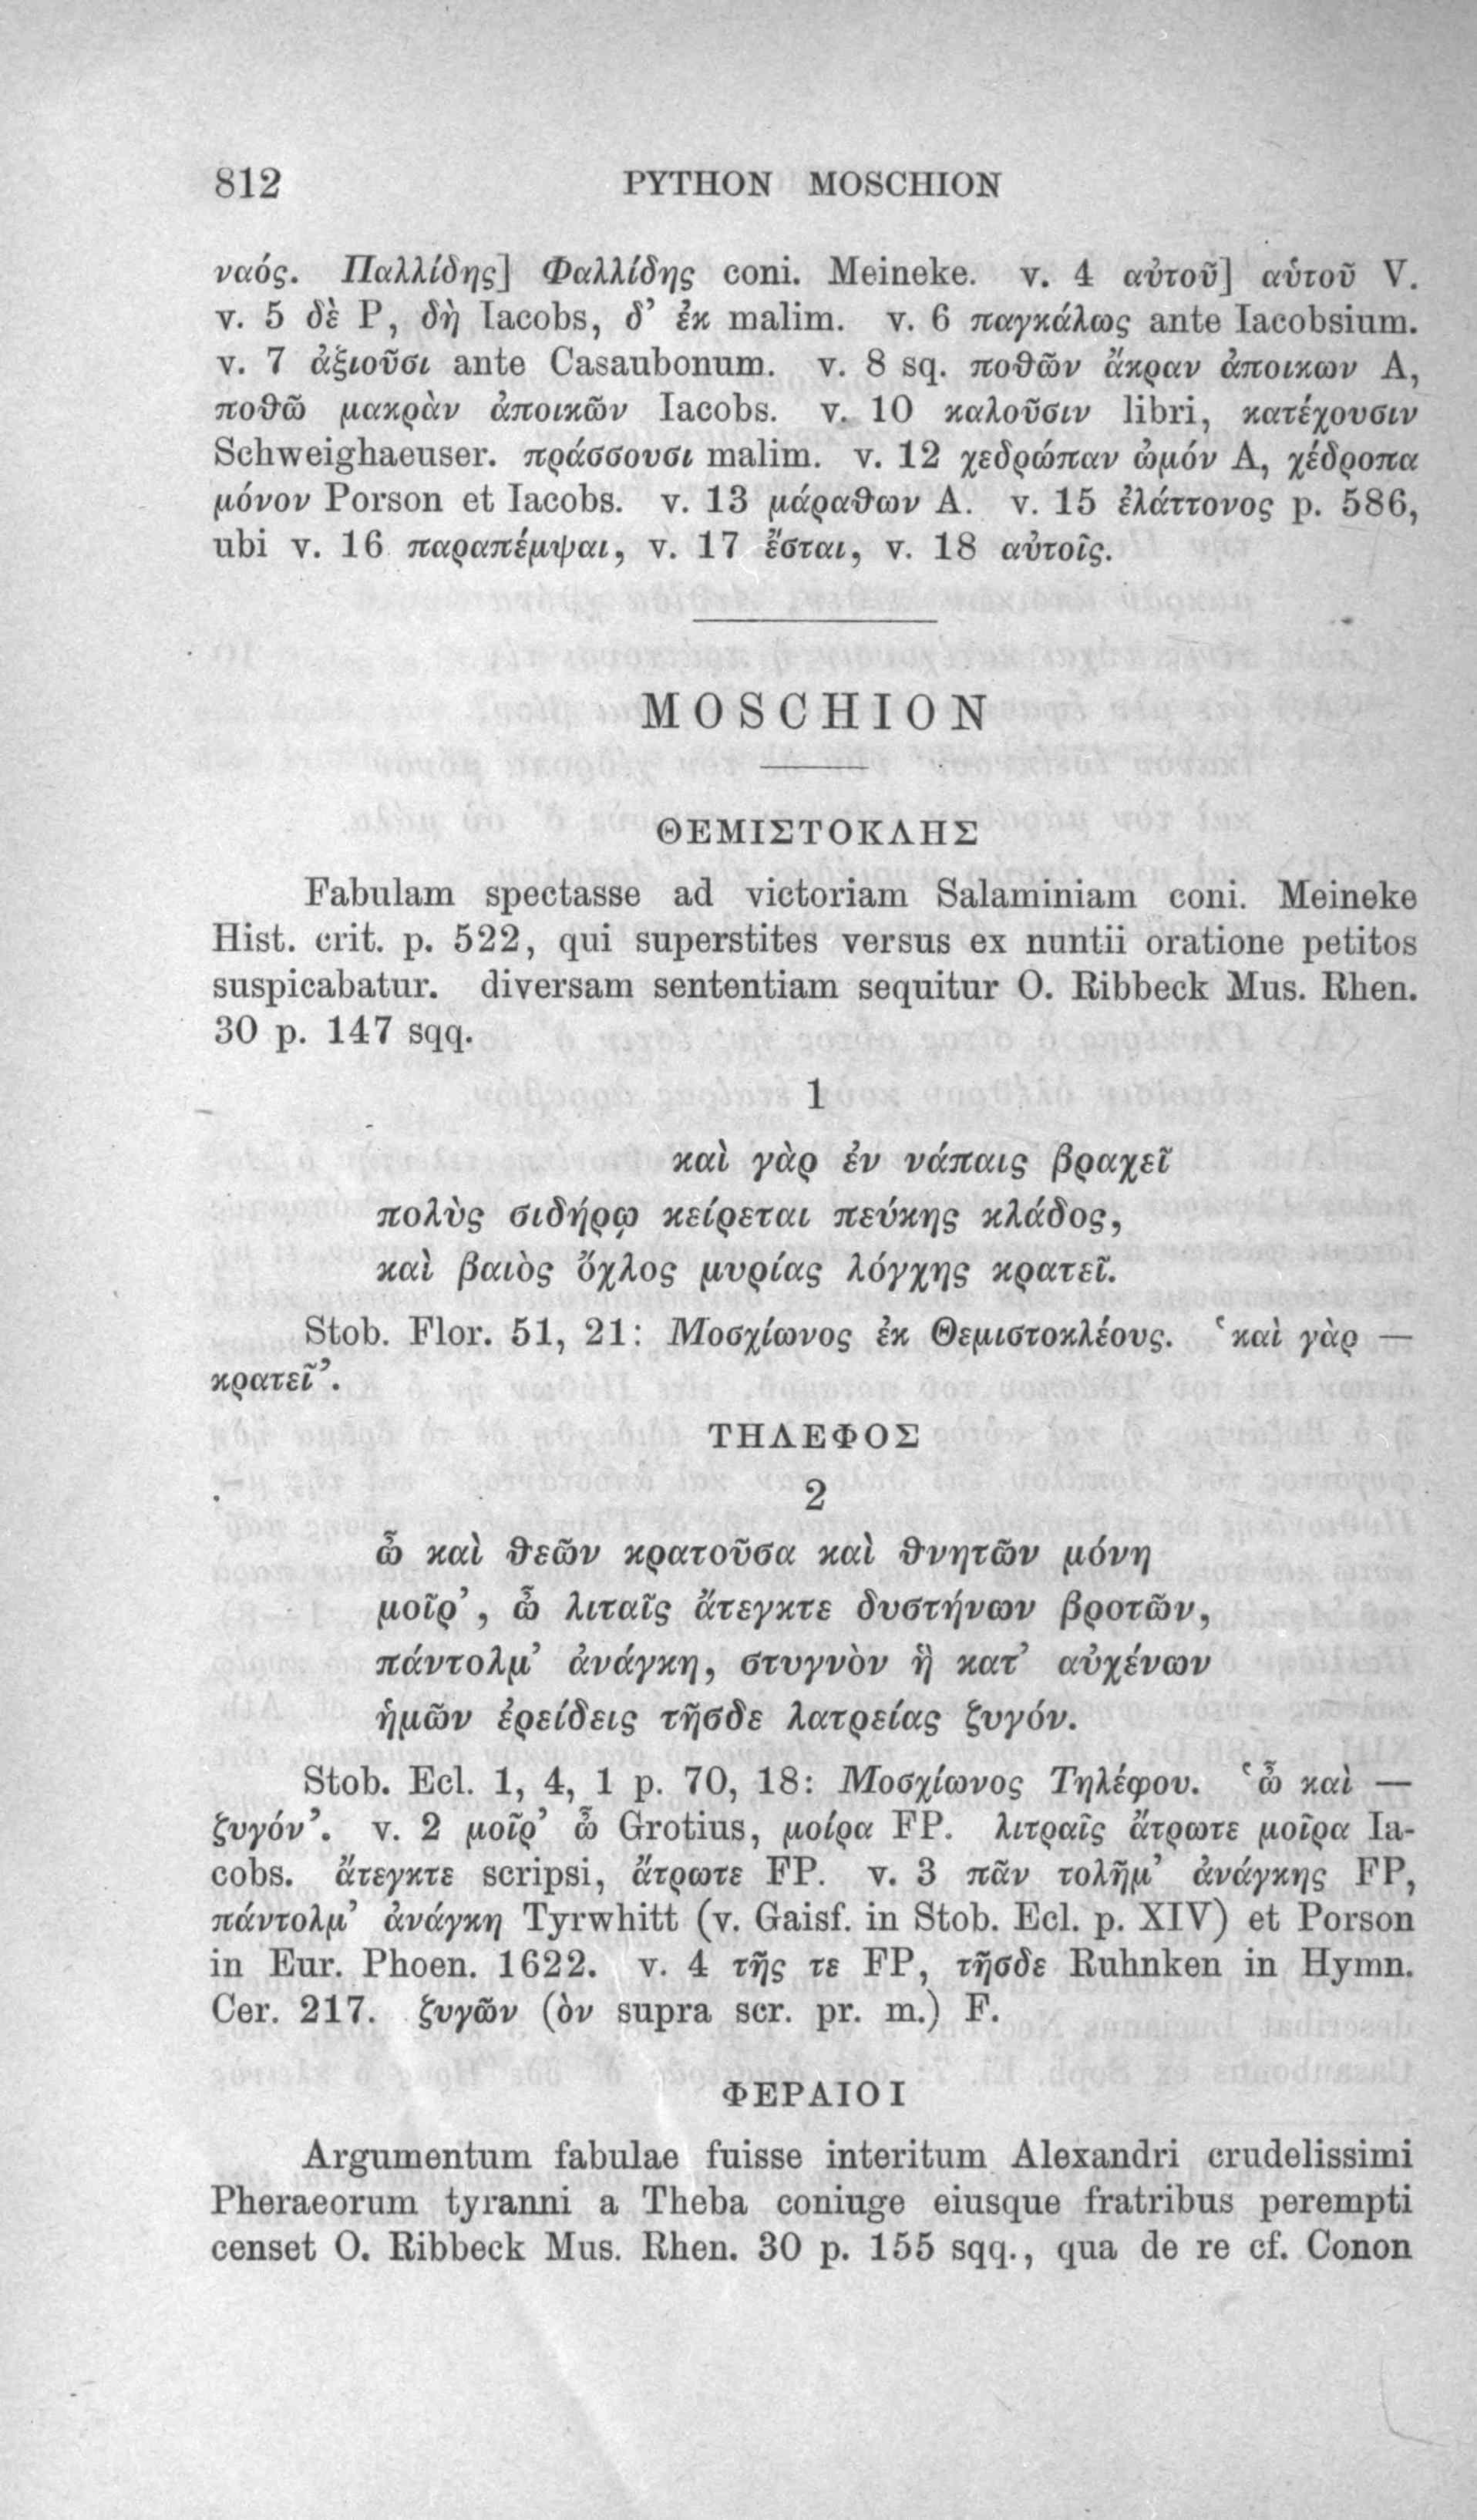 812 PYTHON MOSCHION
ναός. Παλλίδης] Φαλλίδης coni. Meineke. v. 4 αὐτοῦ] αὑτοῦ V.
v. 5 δὲ P, δὴ Iacobs, δ’ ἐκ malim. v. 6 παγκάλως ante Iacobsium.
v. 7 ἀξιοῦσι ante Casaubonum. v. 8 sq. ποθῶν ἄκραν ἀποικων A,
ποθῶ μακρὰν ἀποικῶν Iacobs. v. 10 καλοῦσιν libri, κατέχουσιν
Schweighaeuser. πράσσουσι malim. v. 12 χεδρώπαν ὠμόν A, χέδροπα
μόνον Porson et Iacobs. v. 13 μάραθων A. v. 15 ἐλάττονος p. 586,
ubi v. 16 παραπέμψαι, v. 17 ἔσται, v. 18 αὐτοῖς.
MOSCHION
ΘΕΜΙΣΤΟΚΛΗΣ
Fabulam spectasse ad victoriam Salaminiam coni. Meineke
Hist. crit. p. 522, qui superstites versus ex nuntii oratione petitos
suspicabatur. diversam sententiam sequitur O. Ribbeck Mus. Rhen.
30 p. 147 sqq.
1
καὶ γὰρ ἐν νάπαις βραχεῖ
πολὺς σιδήρῳ κείρεται πεύκης κλάδος,
καὶ βαιὸς ὄχλος μυρίας λόγχης κρατεῖ.
Stob. Flor. 51, 21: Μοσχίωνος ἐκ Θεμιστοκλέους. ‘καὶ γὰρ —
κρατεῖ’.
ΤΗΛΕΦΟΣ
2
ὦ καὶ θεῶν κρατοῦσα καὶ θνητῶν μόνη
μοῖρ’, ὦ λιταῖς ἄτεγκτε δυστήνων βροτῶν,
πάντολμ’ ἀνάγκη, στυγνὸν ἣ κατ’ αὐχένων
ἡμῶν ἐρείδεις τῆσδε λατρείας ζυγόν.
Stob. Ecl. 1, 4, 1 p. 70, 18: Μοσχίωνος Τηλέφου. ‘ὦ καὶ —
ζυγόν’. v. 2 μοῖρ’ ὦ Grotius, μοίρα FP. λιτραῖς ἄτρωτε μοῖρα Ia-
cobs. ἄτεγκτε scripsi, ἄτρωτε FP. v. 3 πᾶν τολῆμ’ ἀνάγκης FP,
πάντολμ’ ἀνάγκη Tyrwhitt (v. Gaisf. in Stob. Ecl. p. XIV) et Porson
in Eur. Phoen. 1622. v. 4 τῆς τε FP, τῆσδε Ruhnken in Hymn.
Cer. 217. ζυγῶν (ὸν supra scr. pr. m.) F.
ΦΕΡΑΙΟΙ
Argumentum fabulae fuisse interitum Alexandri crudelissimi
Pheraeorum tyranni a Theba coniuge eiusque fratribus perempti
censet O. Ribbeck Mus. Rhen. 30 p. 155 sqq., qua de re cf. Conon